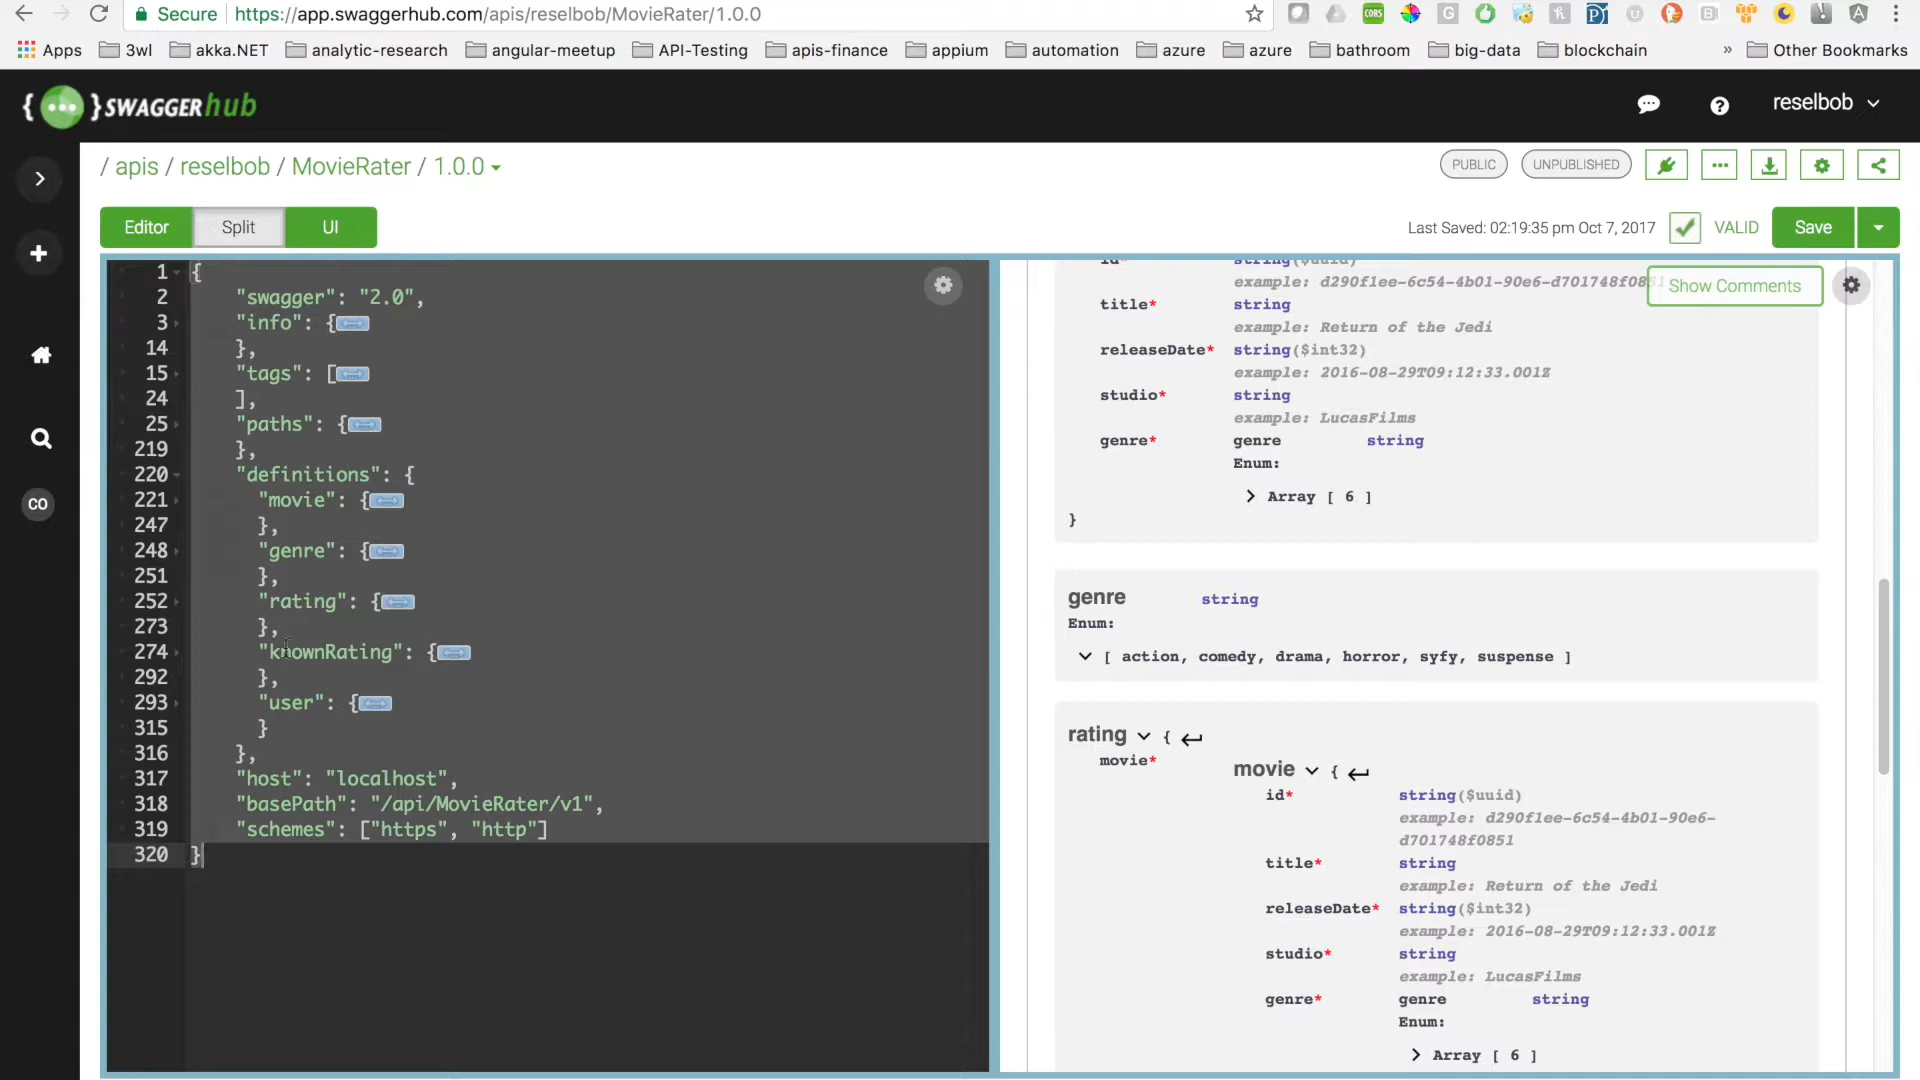 Secure https://app.swaggerhub.com/apis/reselbob/MovieRater/1.0.0
Apps 3wl akka.NET analytic-research angular-meetup API-Testing apis-finance appium automation azure azure bathroom big-data blockchain » Other Bookmarks
{ ... } SWAGGERhub
reselbob
/ apis / reselbob / MovieRater / 1.0.0
PUBLIC UNPUBLISHED
Editor Split UI
Last Saved: 02:19:35 pm Oct 7, 2017 VALID Save
CO
1 {
2 "swagger": "2.0",
3 "info": {
14 },
15 "tags": [
24 ],
25 "paths": {
219 },
220 "definitions": {
221 "movie": {
247 },
248 "genre": {
251 },
252 "rating": {
273 },
274 "knownRating": {
292 },
293 "user": {
315 }
316 },
317 "host": "localhost",
318 "basePath": "/api/MovieRater/v1",
319 "schemes": ["https", "http"]
320 }
Show Comments
id* string($uuid)
example: d290f1ee-6c54-4b01-90e6-d701748f0851
title* string
example: Return of the Jedi
releaseDate* string($int32)
example: 2016-08-29T09:12:33.001Z
studio* string
example: LucasFilms
genre* genre string
Enum:
Array [ 6 ]
}
genre string
Enum:
[ action, comedy, drama, horror, syfy, suspense ]
rating {
movie* movie {
id* string($uuid)
example: d290f1ee-6c54-4b01-90e6-
d701748f0851
title* string
example: Return of the Jedi
releaseDate* string($int32)
example: 2016-08-29T09:12:33.001Z
studio* string
example: LucasFilms
genre* genre string
Enum:
Array [ 6 ]